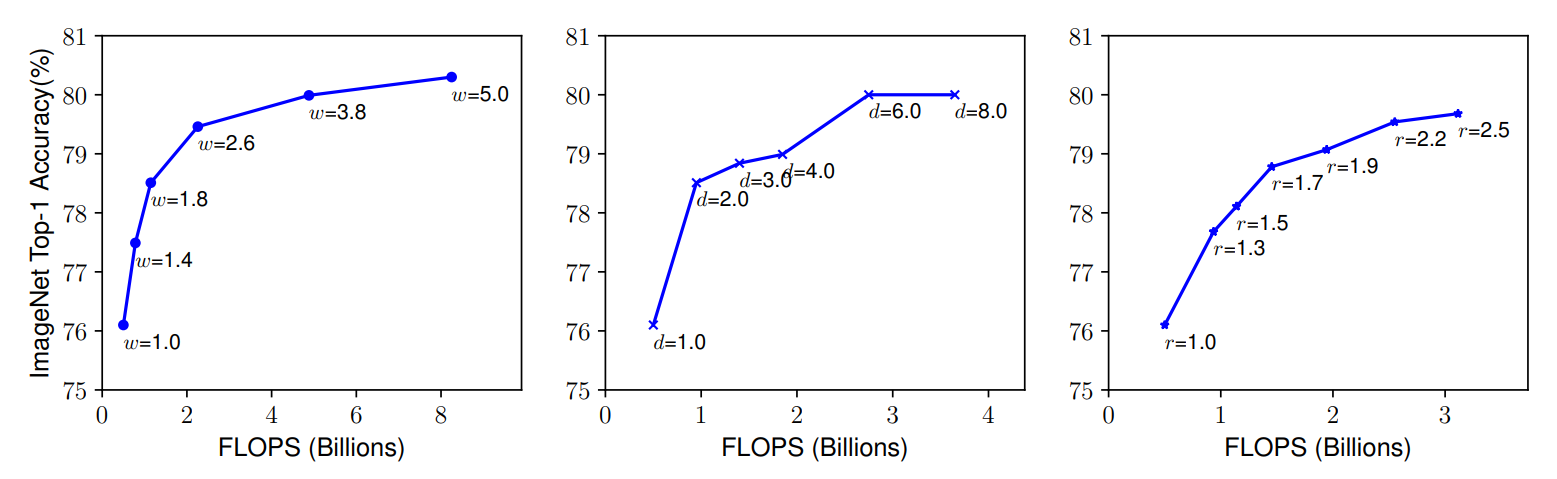 ImageNet Top-1 Accuracy(%)
81
80
79
78
77
76
75
w=5.0
w=3.8
w=2.6
w=1.8
w=1.4
w=1.0
0 2 4 6 8
FLOPS (Billions)
81
80
79
78
77
76
75
d=6.0 d=8.0
d=4.0
d=3.0
d=2.0
d=1.0
0 1 2 3 4
FLOPS (Billions)
81
80
79
78
77
76
75
r=2.5
r=2.2
r=1.9
r=1.7
r=1.5
r=1.3
r=1.0
0 1 2 3
FLOPS (Billions)